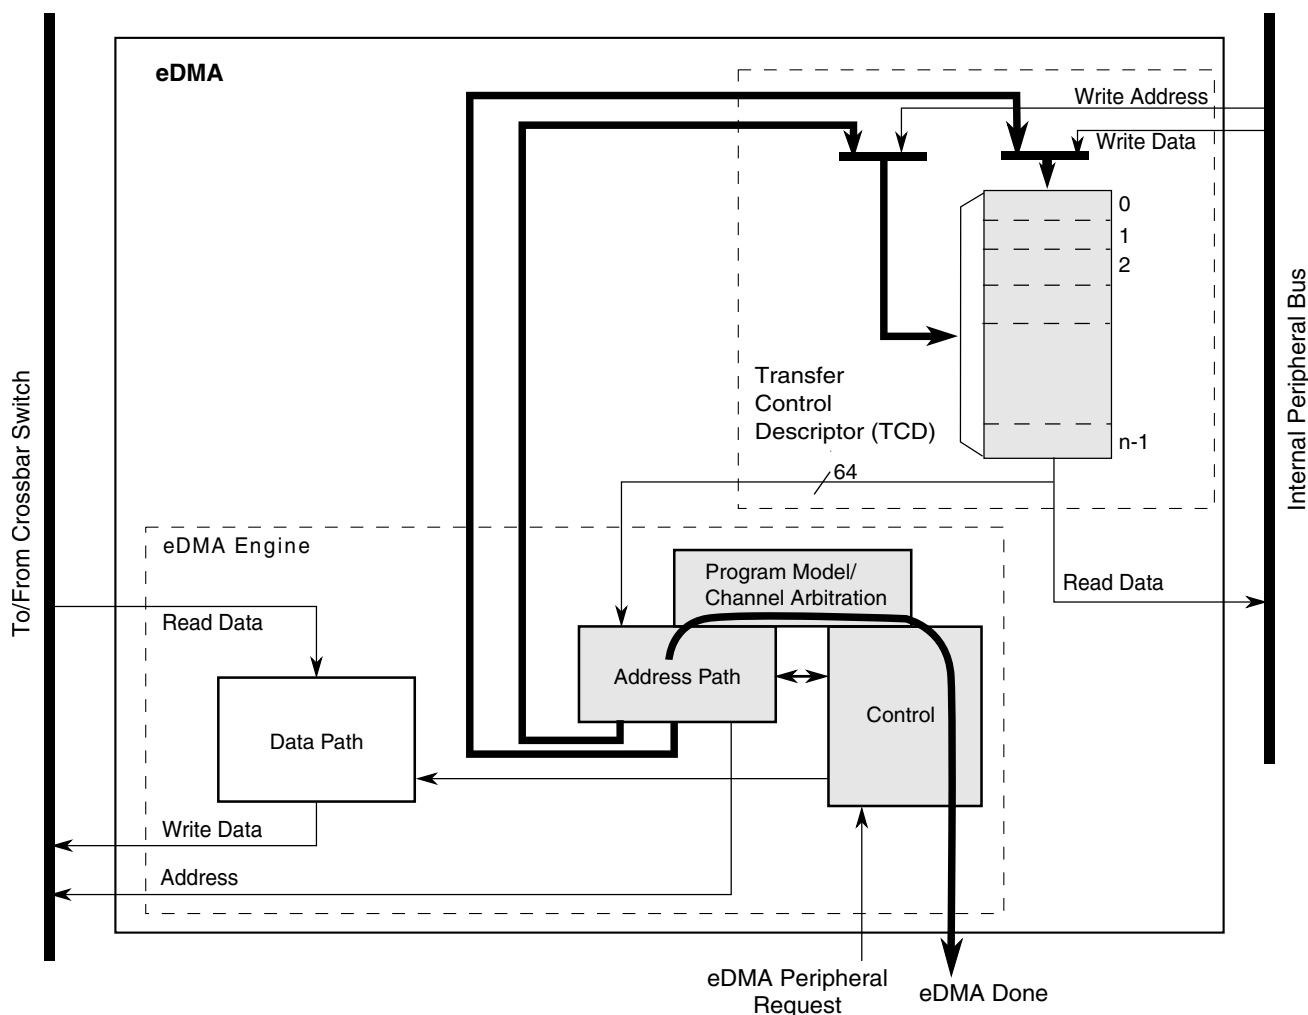 eDMA
Write Address
Write Data
0
1
2
n-1
Transfer
Control
Descriptor (TCD)
64
Internal Peripheral Bus
To/From Crossbar Switch
eDMA Engine
Program Model/
Channel Arbitration
Read Data
Read Data
Address Path
Control
Data Path
Write Data
Address
eDMA Peripheral
Request
eDMA Done